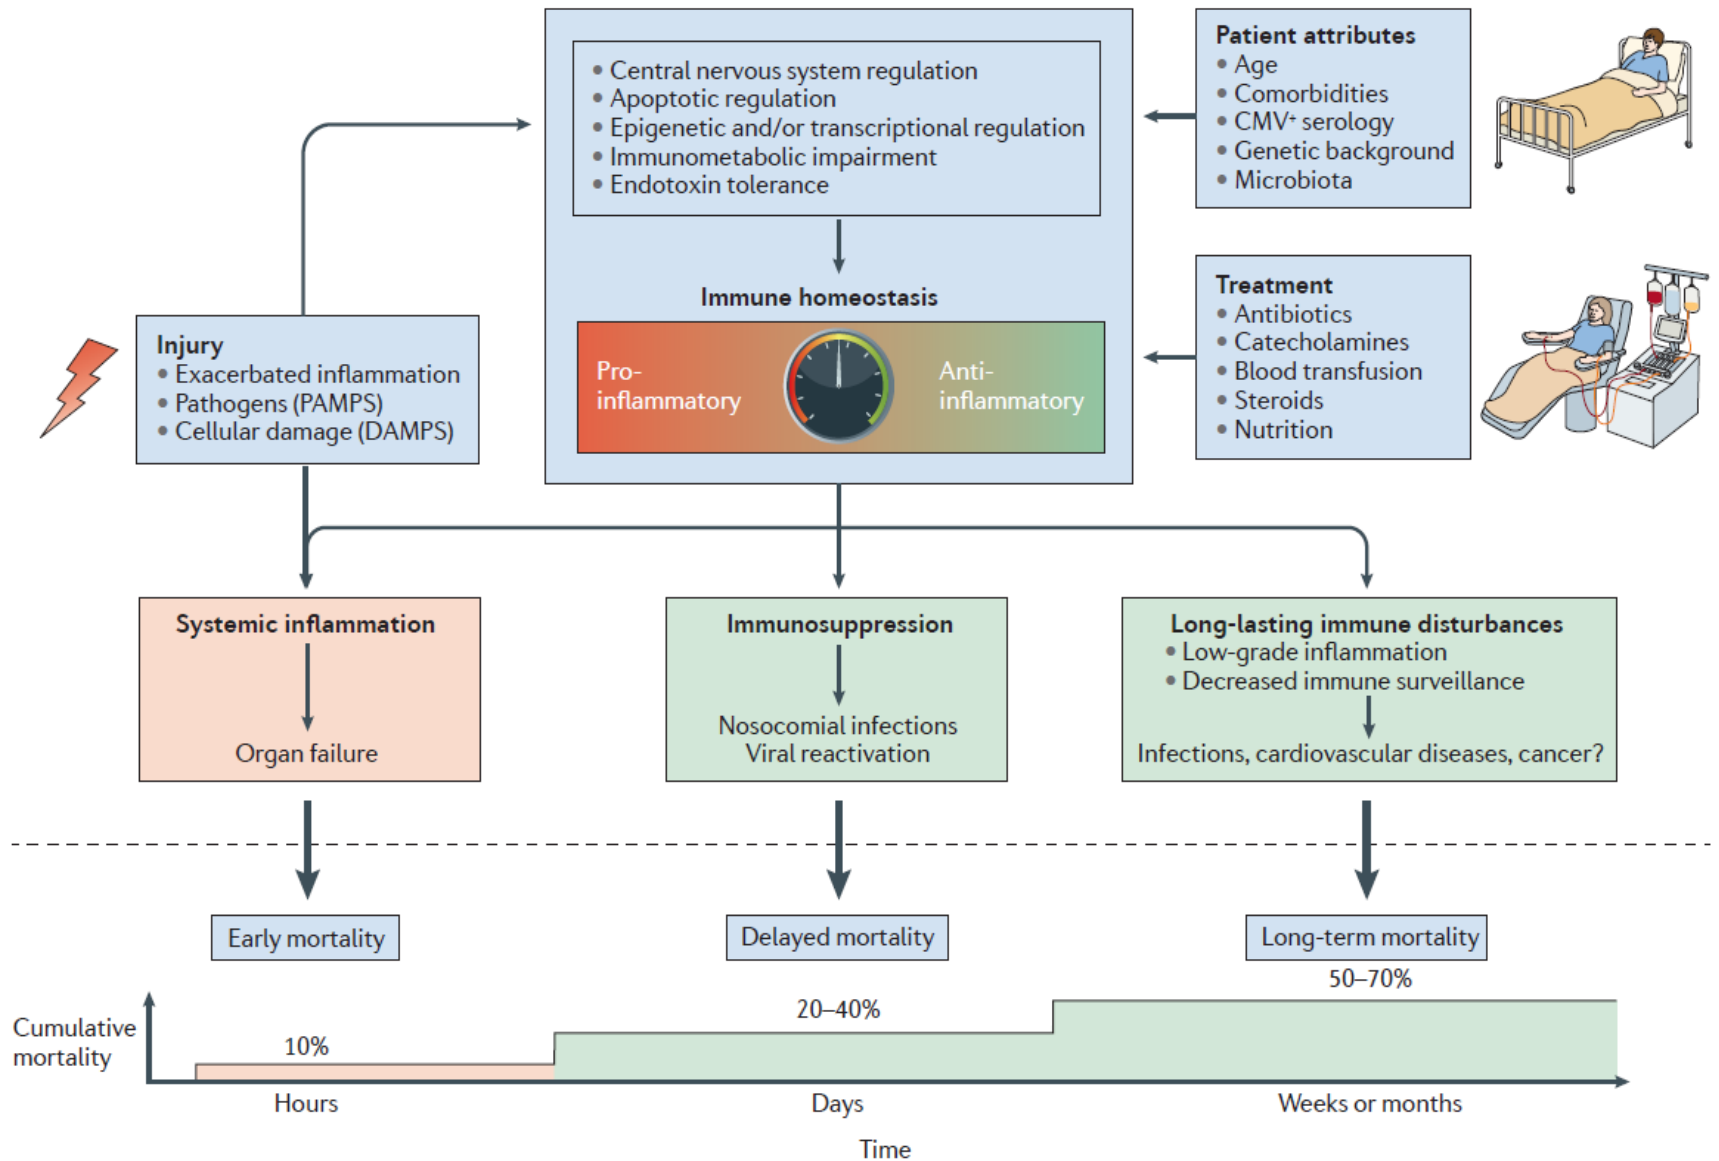 • Central nervous system regulation
• Apoptotic regulation
• Epigenetic and/or transcriptional regulation
• Immunometabolic impairment
• Endotoxin tolerance
Immune homeostasis
Pro-
inflammatory
Anti-
inflammatory
Patient attributes
• Age
• Comorbidities
• CMV⁺ serology
• Genetic background
• Microbiota
Treatment
• Antibiotics
• Catecholamines
• Blood transfusion
• Steroids
• Nutrition
Injury
• Exacerbated inflammation
• Pathogens (PAMPS)
• Cellular damage (DAMPS)
Systemic inflammation
Organ failure
Immunosuppression
Nosocomial infections
Viral reactivation
Long-lasting immune disturbances
• Low-grade inflammation
• Decreased immune surveillance
Infections, cardiovascular diseases, cancer?
Early mortality
Delayed mortality
Long-term mortality
Cumulative
mortality
10%
20–40%
50–70%
Hours
Days
Weeks or months
Time